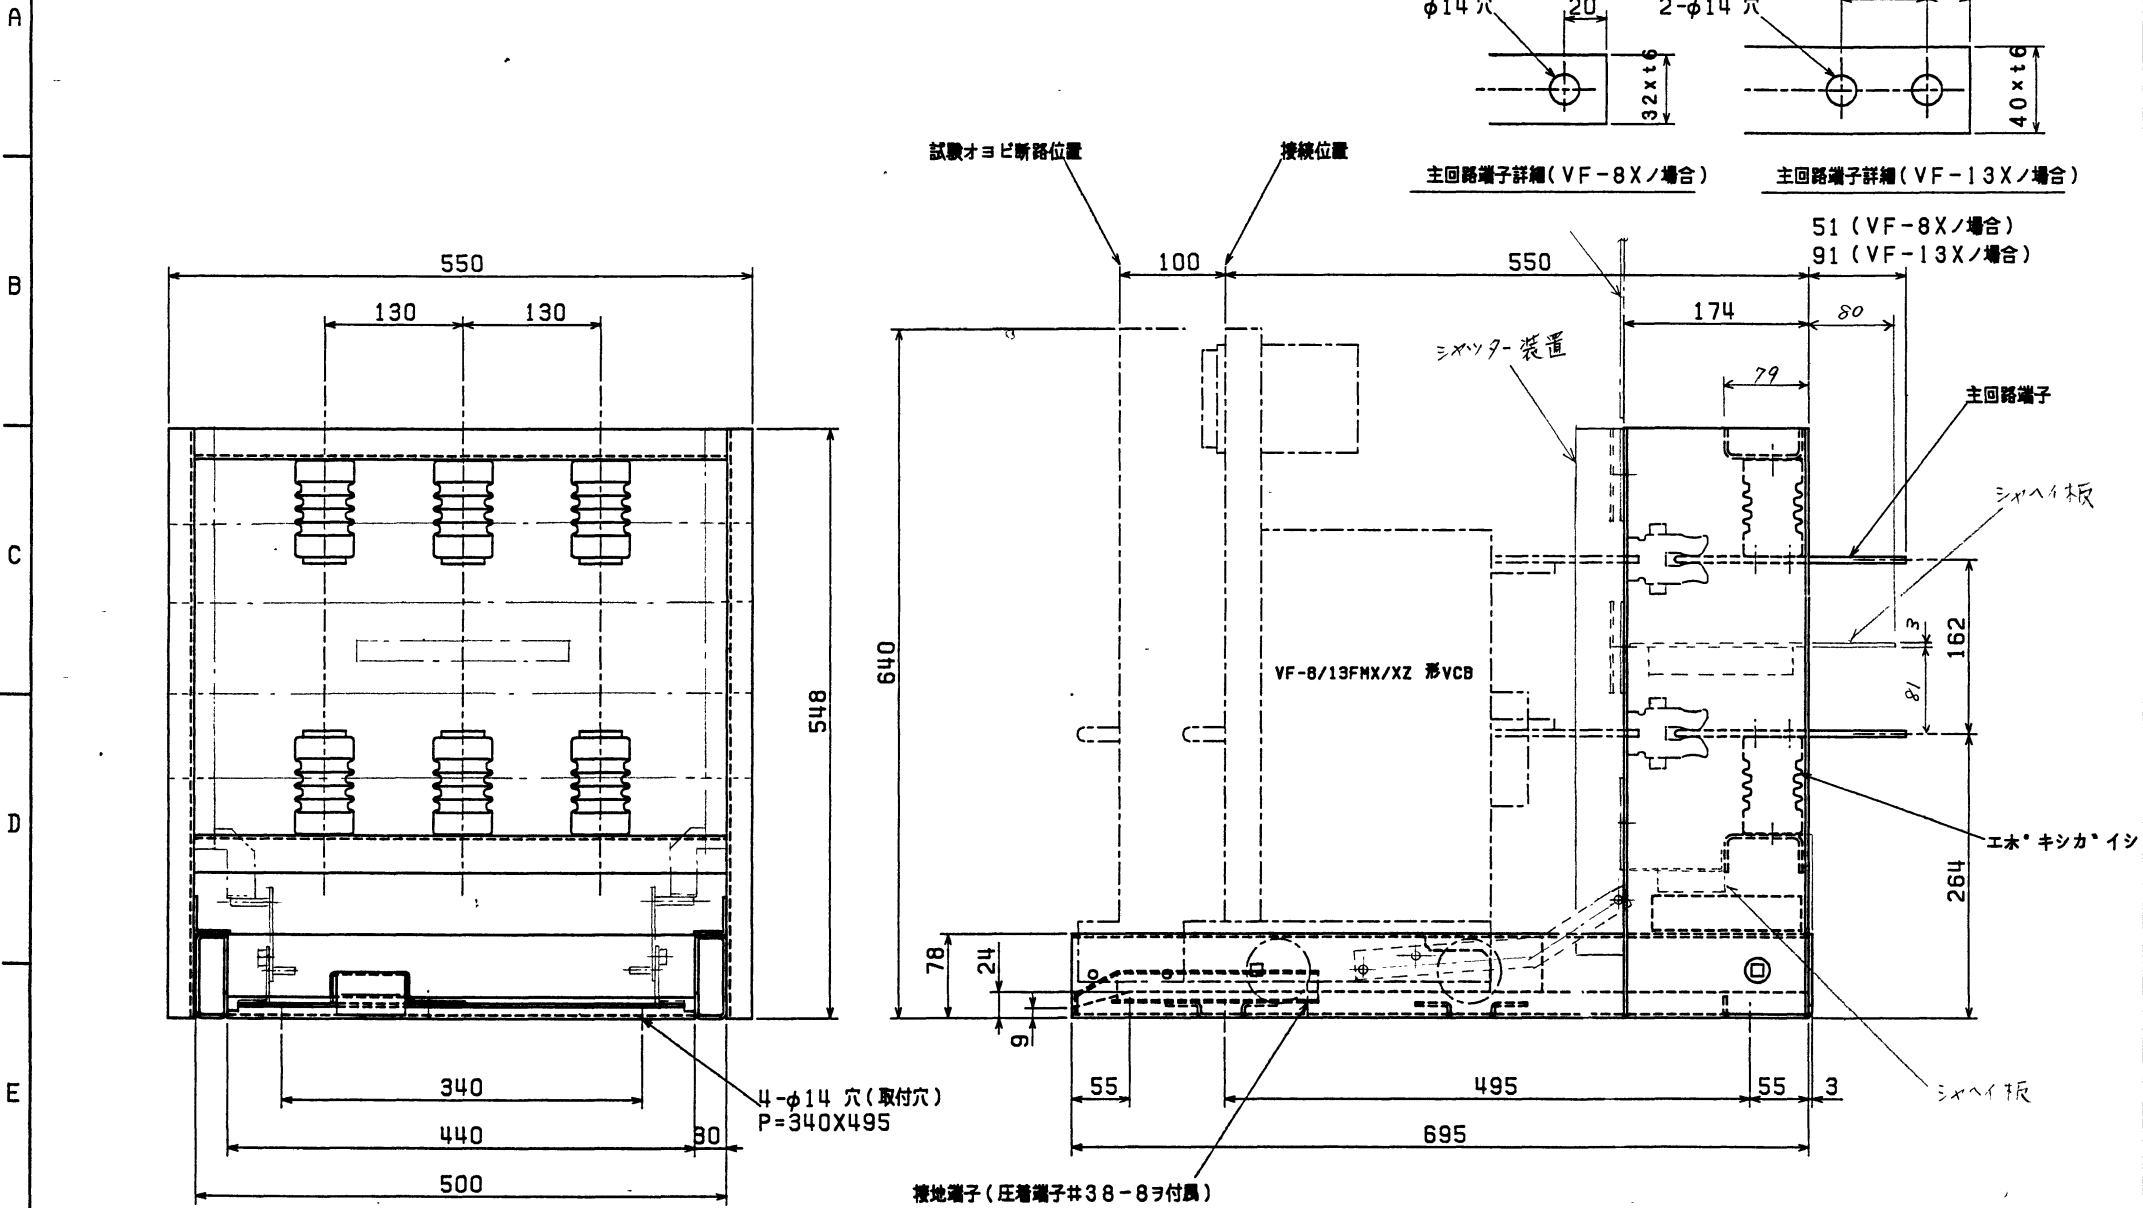 A
φ14 穴
20
2-φ14 穴
32×t6
40×t6
試験オヨビ断路位置
接続位置
主回路端子詳細(VF-8Xノ場合)
主回路端子詳細(VF-13Xノ場合)
51 (VF-8Xノ場合)
91 (VF-13Xノ場合)
B
550
100
550
130
130
174
80
シャッター装置
79
主回路端子
シャヘイ板
C
640
548
VF-8/13FMX/XZ 形VCB
3
162
81
D
エポキシガイシ
264
78
24
9
E
340
4-φ14 穴(取付穴)
P=340X495
55
495
55
3
シャヘイ板
440
30
695
500
接地端子(圧着端子#38-8ヲ付属)